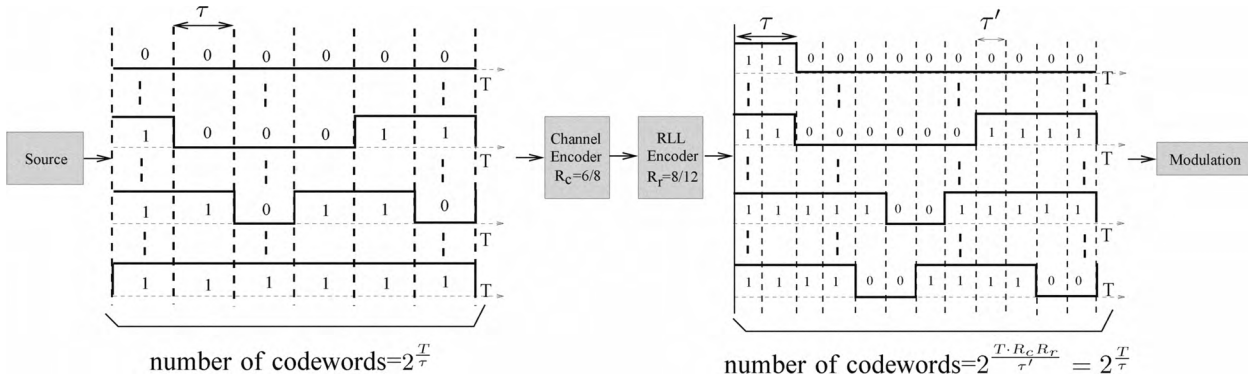 τ
0 0 0 0 0 0
T
1 0 0 0 1 1
T
1 1 0 1 1 0
T
1 1 1 1 1 1
T
number of codewords=2^{T/τ}
Source
Channel
Encoder
R_c=6/8
RLL
Encoder
R_r=8/12
τ τ′
1 1 0 0 0 0 0 0 0 0 0 0
T
1 1 0 0 0 0 0 0 1 1 1 1
T
1 1 1 1 1 0 0 1 1 1 1 1
T
1 1 1 1 0 0 1 1 1 1 0 0
T
number of codewords=2^{T·R_c R_r/τ′} = 2^{T/τ}
Modulation